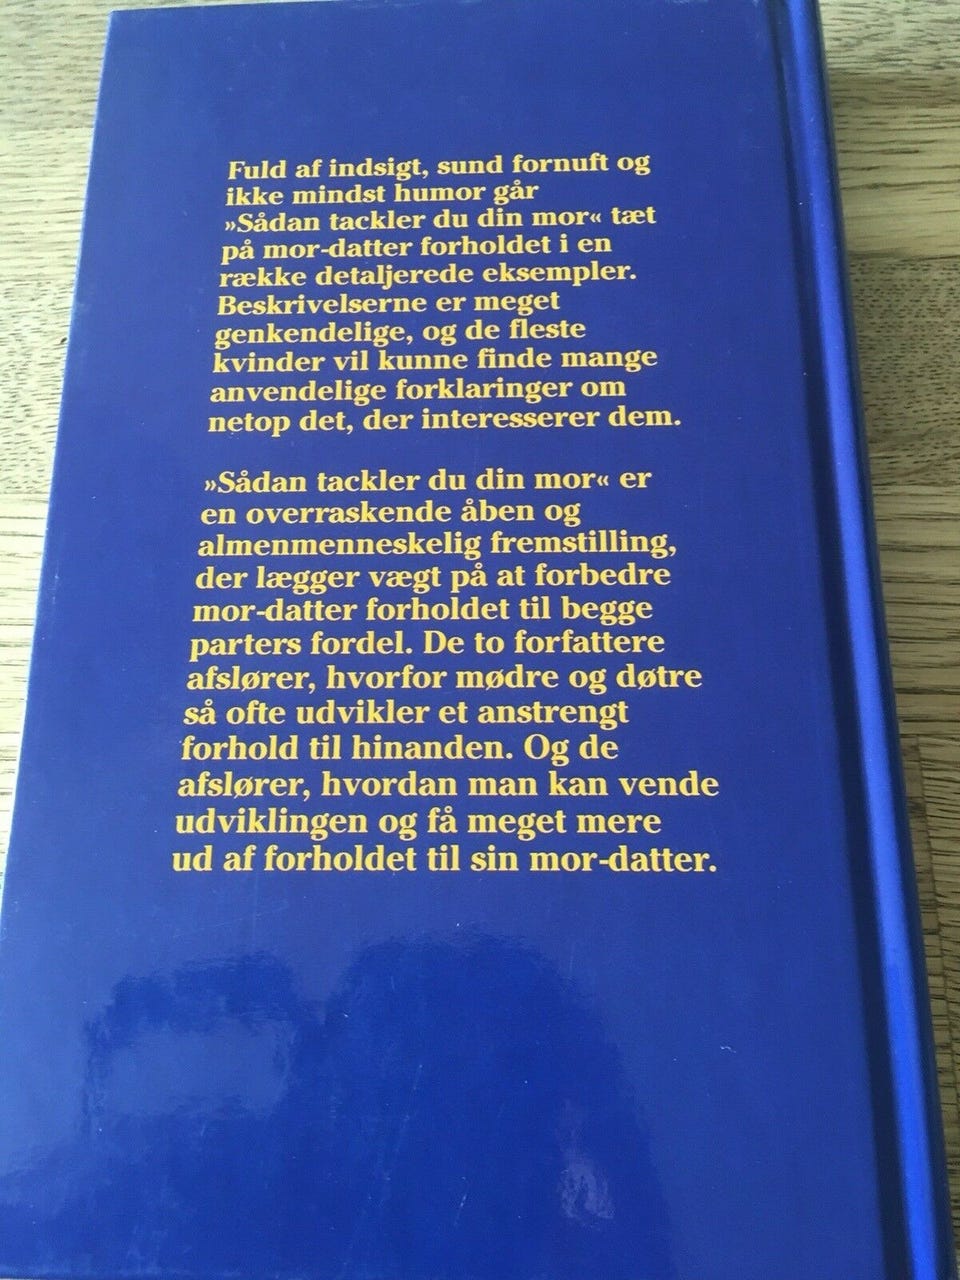 Fuld af indsigt, sund fornuft og
ikke mindst humor går
»Sådan tackler du din mor« tæt
på mor-datter forholdet i en
række detaljerede eksempler.
Beskrivelserne er meget
genkendelige, og de fleste
kvinder vil kunne finde mange
anvendelige forklaringer om
netop det, der interesserer dem.
»Sådan tackler du din mor« er
en overraskende åben og
almenmenneskelig fremstilling,
der lægger vægt på at forbedre
mor-datter forholdet til begge
parters fordel. De to forfattere
afslører, hvorfor mødre og døtre
så ofte udvikler et anstrengt
forhold til hinanden. Og de
afslører, hvordan man kan vende
udviklingen og få meget mere
ud af forholdet til sin mor-datter.